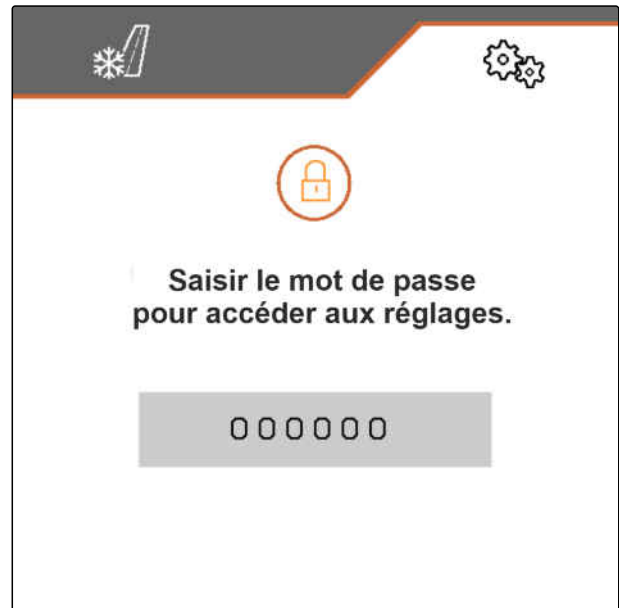 Saisir le mot de passe
pour accéder aux réglages.
000000